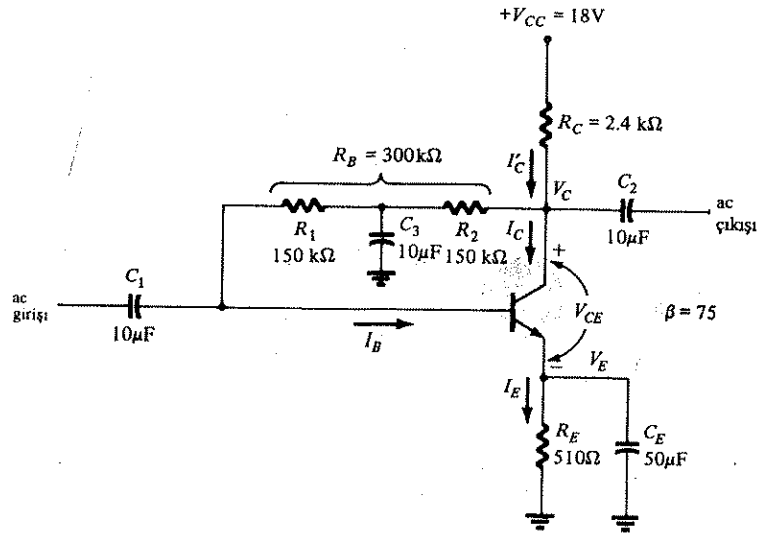 +V_CC = 18V
R_C = 2.4 kΩ
R_B = 300kΩ
I'_C
V_C
C_2
ac
çıkışı
10μF
R_1
150 kΩ
C_3
10μF
R_2
150 kΩ
I_C
+
C_1
ac
girişi
10μF
I_B
V_CE
β = 75
−
V_E
I_E
R_E
510Ω
C_E
50μF